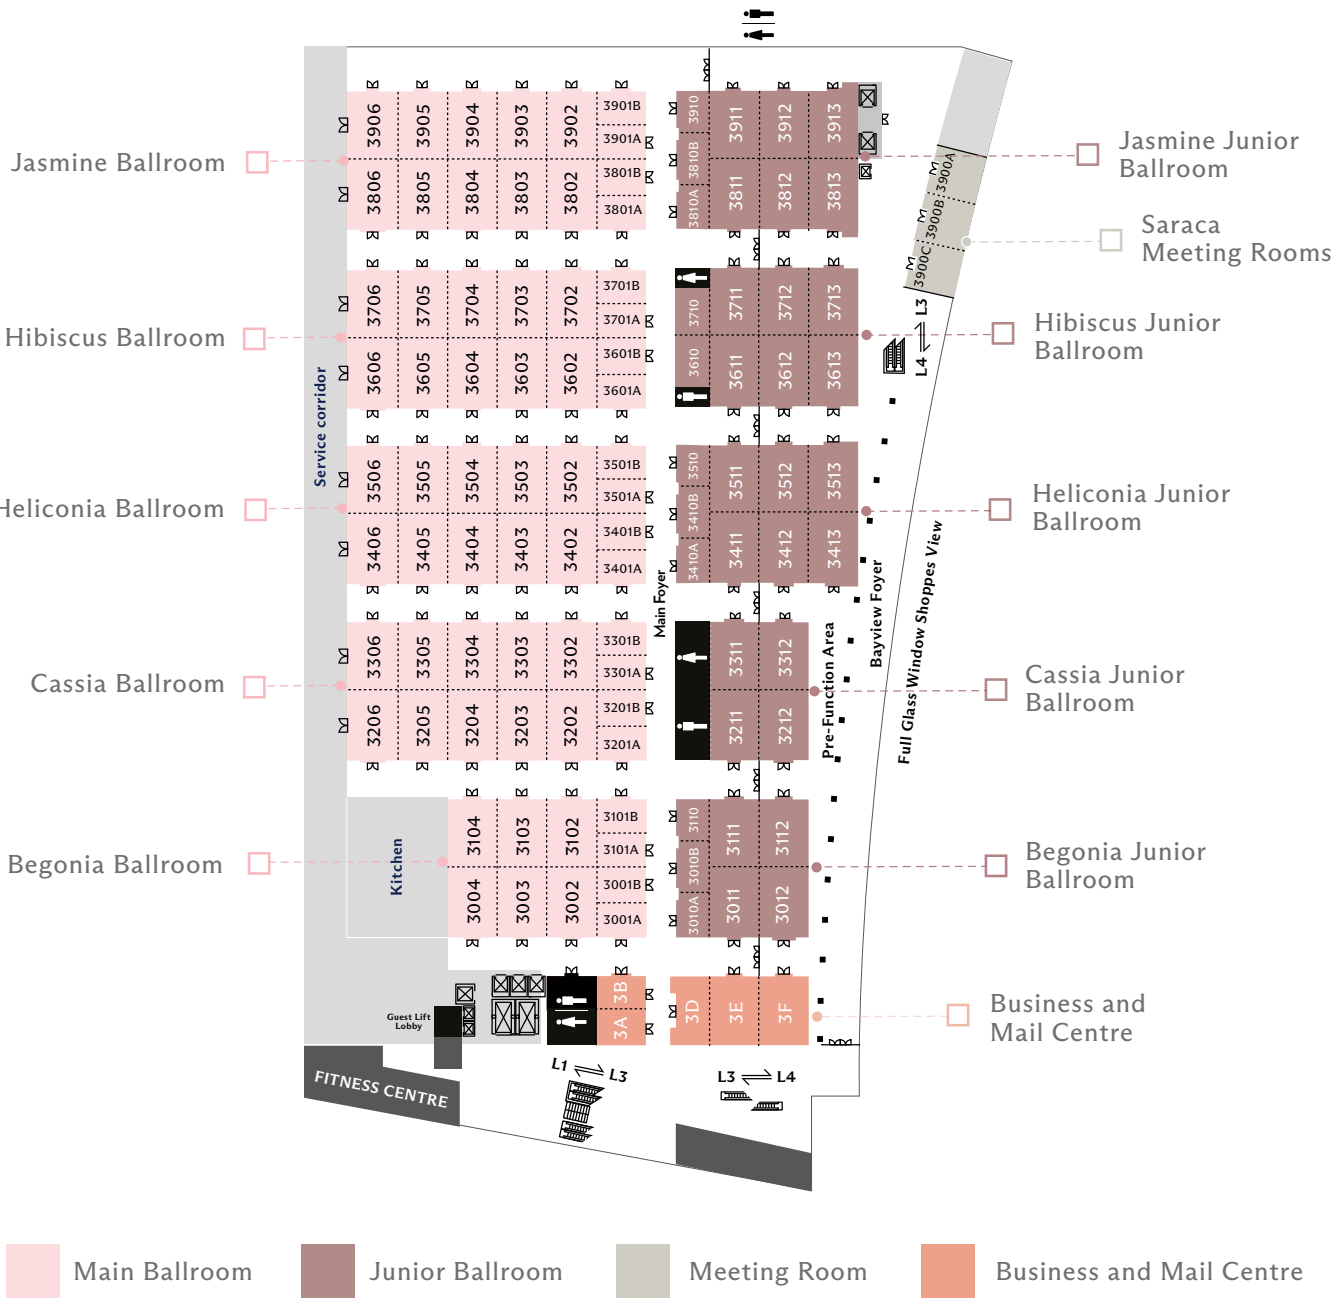 3906
3905
3904
3903
3902
3901B
3901A
3806
3805
3804
3803
3802
3801B
3801A
3910
3810B
3810A
3911
3912
3913
3811
3812
3813
Jasmine Ballroom
Jasmine Junior
Ballroom
3900A
3900B
3900C
Saraca
Meeting Rooms
3706
3705
3704
3703
3702
3701B
3701A
3606
3605
3604
3603
3602
3601B
3601A
3710
3610
3711
3712
3713
3611
3612
3613
Hibiscus Ballroom
Hibiscus Junior
Ballroom
L4 L3
Service corridor
3506
3505
3504
3503
3502
3501B
3501A
3406
3405
3404
3403
3402
3401B
3401A
3510
3410B
3410A
3511
3512
3513
3411
3412
3413
Heliconia Ballroom
Heliconia Junior
Ballroom
Main Foyer
Pre-Function Area
Bayview Foyer
Full Glass Window Shoppes View
3306
3305
3304
3303
3302
3301B
3301A
3206
3205
3204
3203
3202
3201B
3201A
3311
3312
3211
3212
Cassia Ballroom
Cassia Junior
Ballroom
Kitchen
3104
3103
3102
3101B
3101A
3004
3003
3002
3001B
3001A
3110
3010B
3010A
3111
3112
3011
3012
Begonia Ballroom
Begonia Junior
Ballroom
Guest Lift
Lobby
3B
3A
3D
3E
3F
Business and
Mail Centre
FITNESS CENTRE
L1 L3
L3 L4
Main Ballroom
Junior Ballroom
Meeting Room
Business and Mail Centre